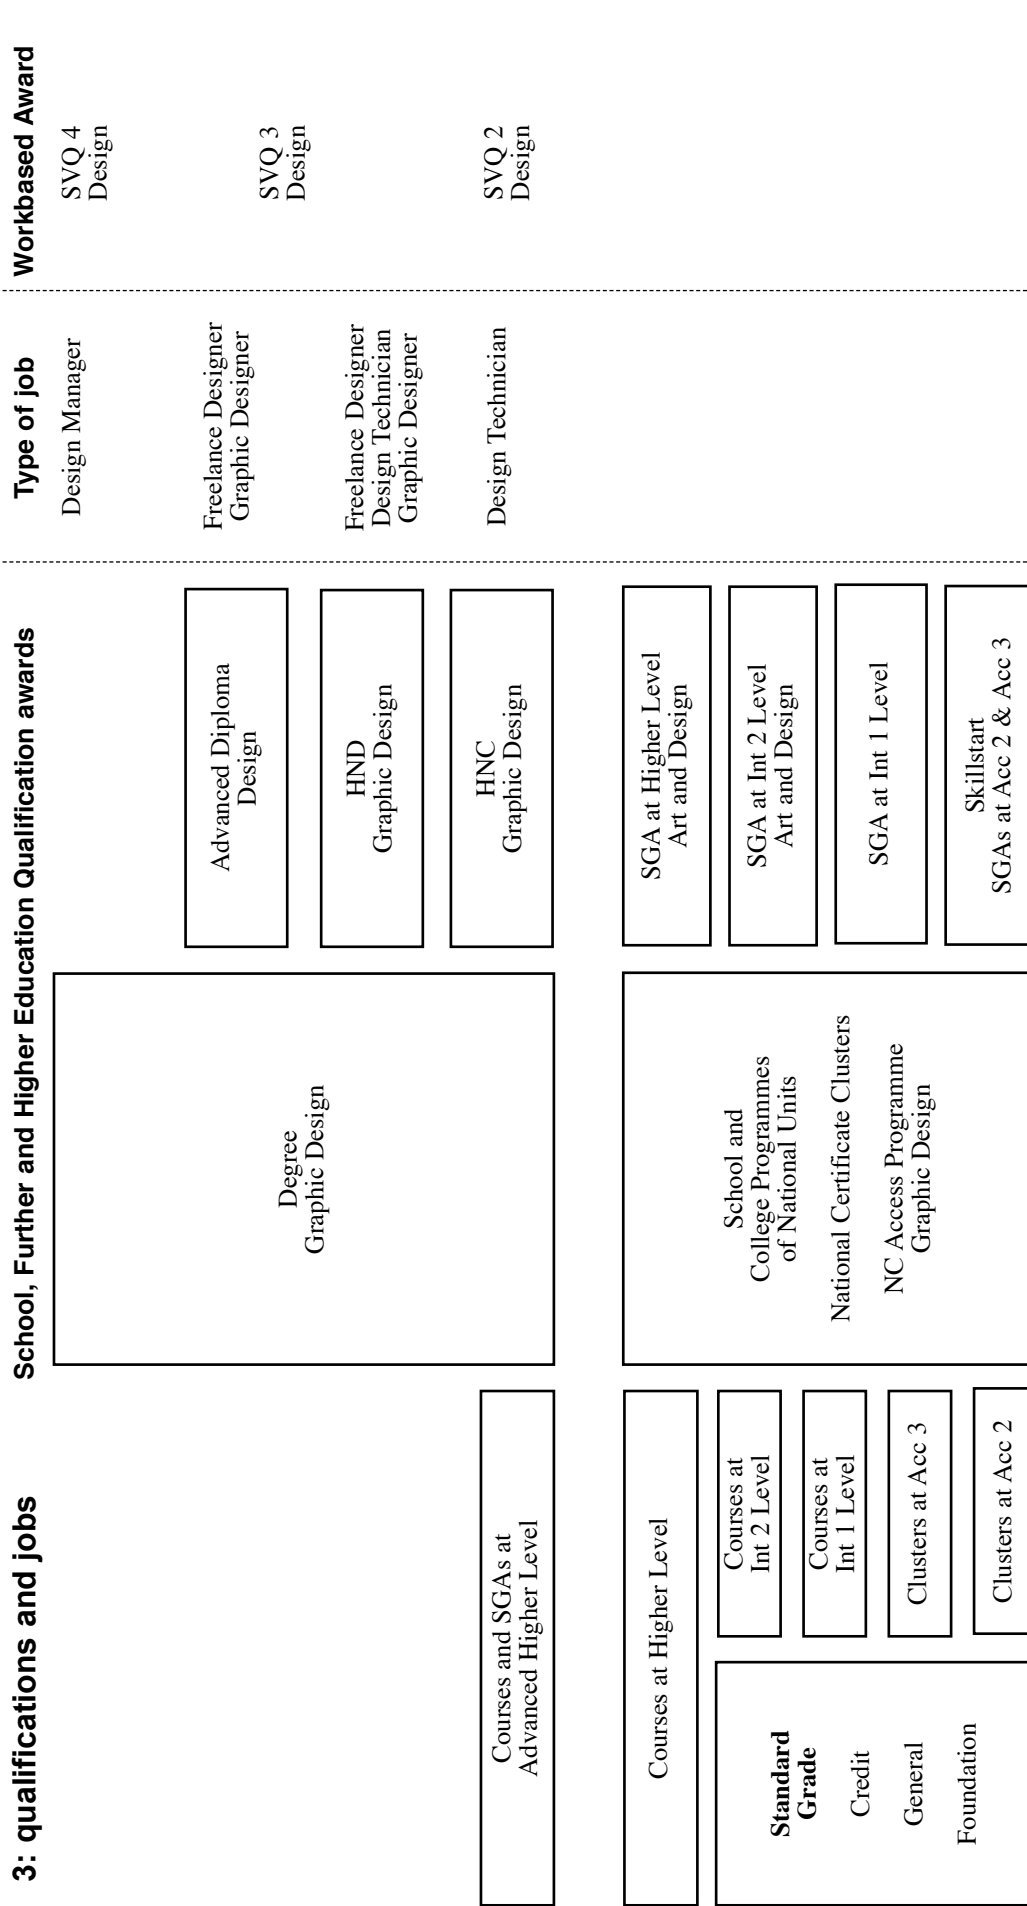 3: qualifications and jobs
School, Further and Higher Education Qualification awards
Type of job
Workbased Award
Courses and SGAs at
Advanced Higher Level
Courses at Higher Level
Standard
Grade
Credit
General
Foundation
Courses at
Int 2 Level
Courses at
Int 1 Level
Clusters at Acc 3
Clusters at Acc 2
Degree
Graphic Design
School and
College Programmes
of National Units
National Certificate Clusters
NC Access Programme
Graphic Design
Advanced Diploma
Design
HND
Graphic Design
HNC
Graphic Design
SGA at Higher Level
Art and Design
SGA at Int 2 Level
Art and Design
SGA at Int 1 Level
Skillstart
SGAs at Acc 2 & Acc 3
Design Manager
Freelance Designer
Graphic Designer
Freelance Designer
Design Technician
Graphic Designer
Design Technician
SVQ 4
Design
SVQ 3
Design
SVQ 2
Design